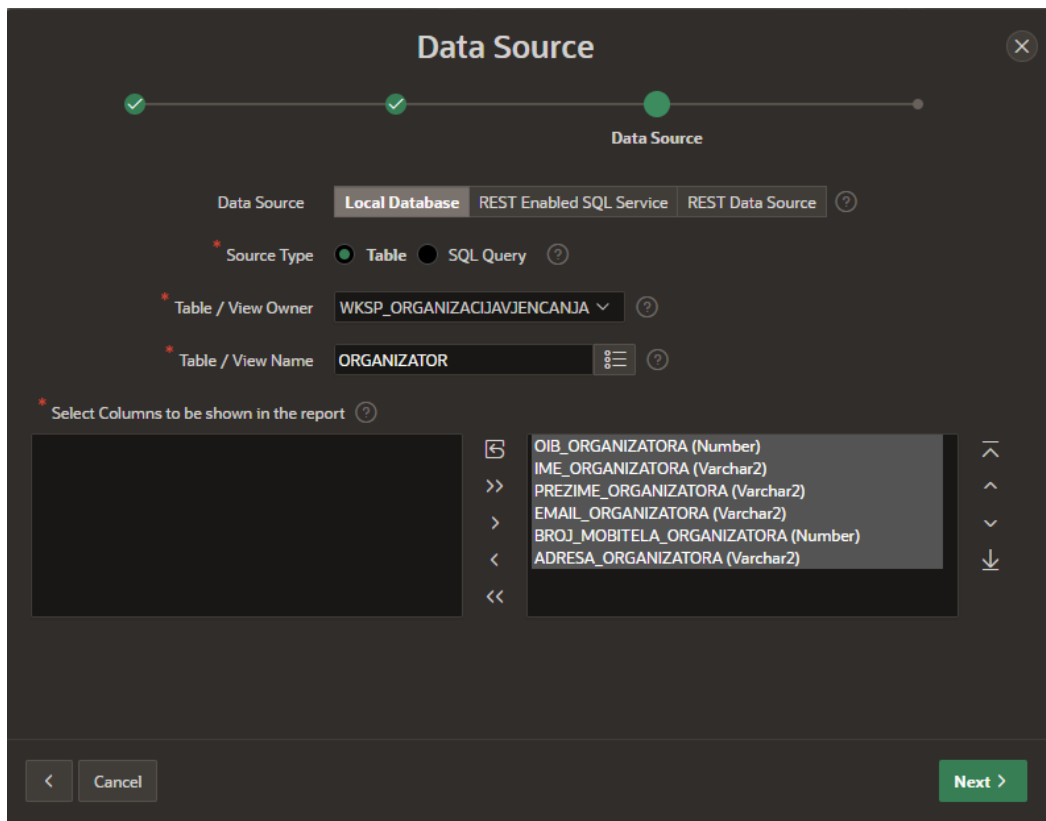 Data Source
Data Source
Data Source Local Database REST Enabled SQL Service REST Data Source ?
* Source Type Table SQL Query ?
* Table / View Owner WKSP_ORGANIZACIJAVJENCANJA ?
* Table / View Name ORGANIZATOR ?
* Select Columns to be shown in the report ?
OIB_ORGANIZATORA (Number)
IME_ORGANIZATORA (Varchar2)
PREZIME_ORGANIZATORA (Varchar2)
EMAIL_ORGANIZATORA (Varchar2)
BROJ_MOBITELA_ORGANIZATORA (Number)
ADRESA_ORGANIZATORA (Varchar2)
Cancel Next